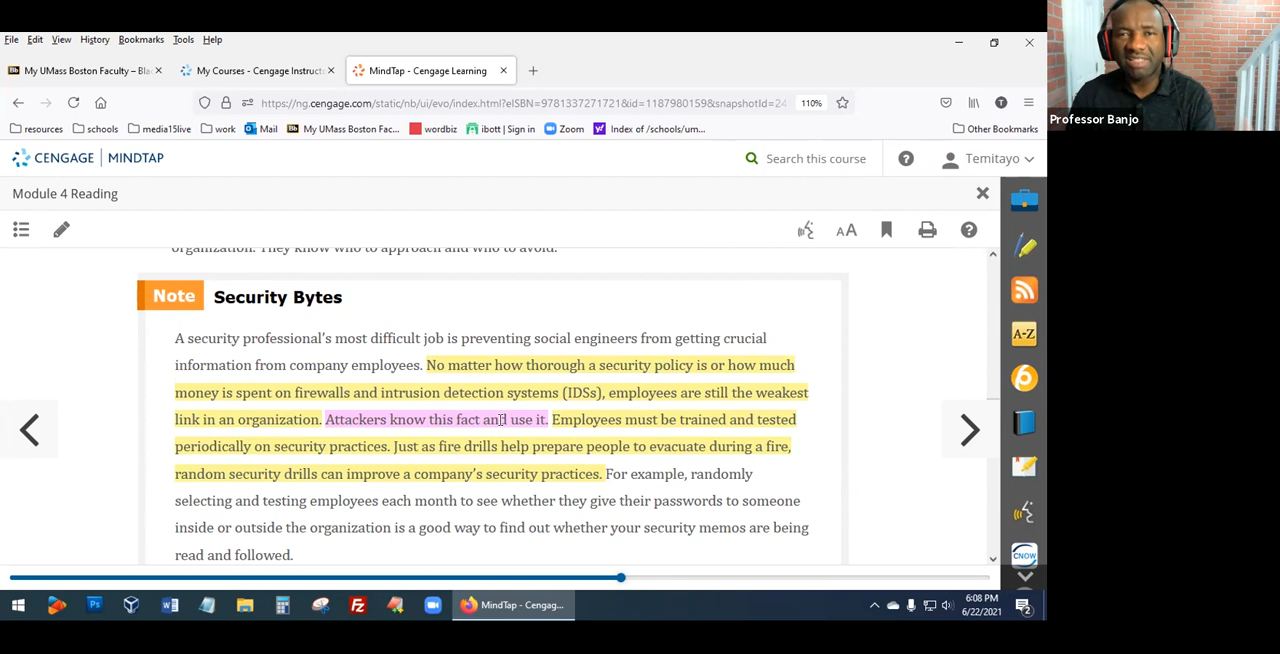 File Edit View History Bookmarks Tools Help
My UMass Boston Faculty – Bla
My Courses - Cengage Instruct
MindTap - Cengage Learning
https://ng.cengage.com/static/nb/ui/evo/index.html?eISBN=9781337271721&id=1187980159&snapshotId=24
110%
resources schools media15live work Mail My UMass Boston Fac... wordbiz ibott | Sign in Zoom Index of /schools/um... Other Bookmarks
CENGAGE | MINDTAP
Search this course
Temitayo
Module 4 Reading
AA
organization. They know who to approach and who to avoid.
Note Security Bytes
A security professional's most difficult job is preventing social engineers from getting crucial
information from company employees. No matter how thorough a security policy is or how much
money is spent on firewalls and intrusion detection systems (IDSs), employees are still the weakest
link in an organization. Attackers know this fact and use it. Employees must be trained and tested
periodically on security practices. Just as fire drills help prepare people to evacuate during a fire,
random security drills can improve a company's security practices. For example, randomly
selecting and testing employees each month to see whether they give their passwords to someone
inside or outside the organization is a good way to find out whether your security memos are being
read and followed.
A-Z
CNOW
MindTap - Cengag...
6:08 PM
6/22/2021
2
Professor Banjo